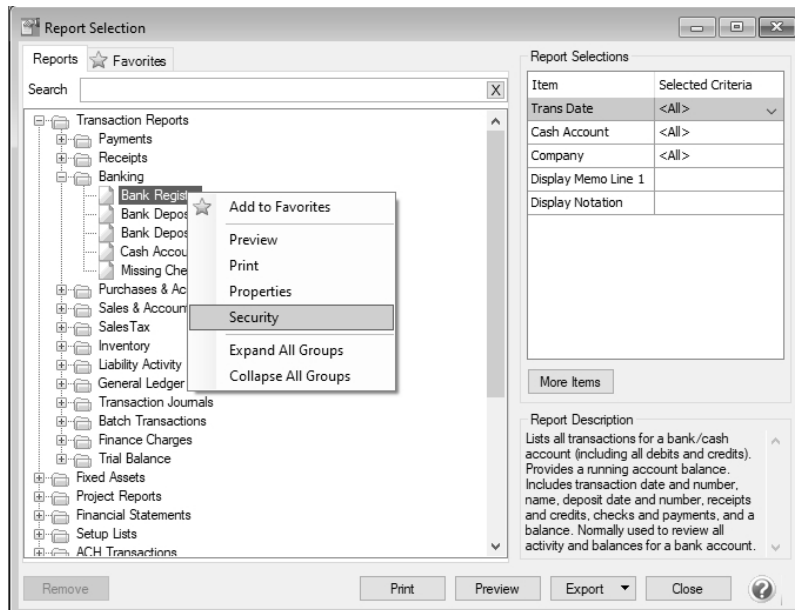 Report Selection
Reports
Favorites
Search
X
Transaction Reports
Payments
Receipts
Banking
Bank Regist
Bank Depos
Bank Depos
Cash Accou
Missing Che
Purchases & Ac
Sales & Accoun
Sales Tax
Inventory
Liability Activity
General Ledger
Transaction Journals
Batch Transactions
Finance Charges
Trial Balance
Fixed Assets
Project Reports
Financial Statements
Setup Lists
ACH Transactions
Add to Favorites
Preview
Print
Properties
Security
Expand All Groups
Collapse All Groups
Report Selections
Item Selected Criteria
Trans Date <All>
Cash Account <All>
Company <All>
Display Memo Line 1
Display Notation
More Items
Report Description
Lists all transactions for a bank/cash
account (including all debits and credits).
Provides a running account balance.
Includes transaction date and number,
name, deposit date and number, receipts
and credits, checks and payments, and a
balance. Normally used to review all
activity and balances for a bank account.
Remove Print Preview Export Close ?